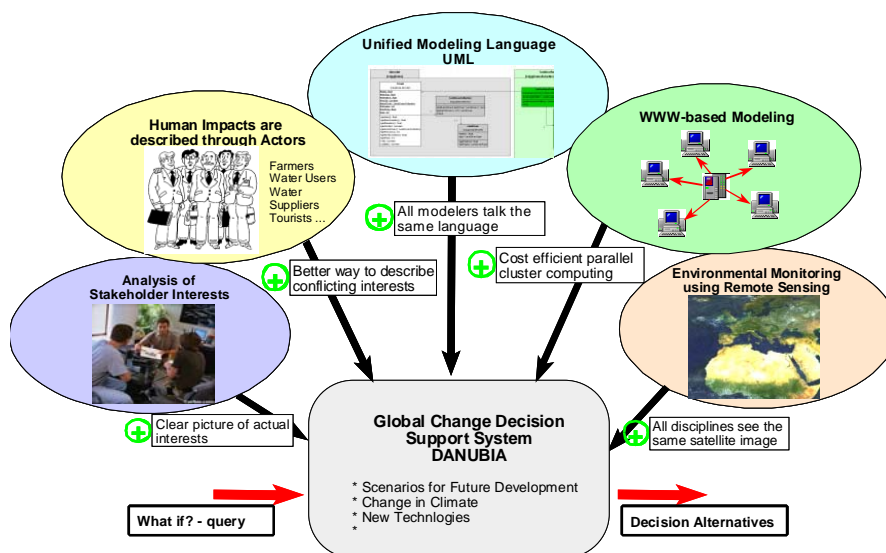 Unified Modeling Language
UML
Human Impacts are
described through Actors
Farmers
Water Users
Water
Suppliers
Tourists ...
WWW-based Modeling
All modelers talk the
same language
Better way to describe
conflicting interests
Cost efficient parallel
cluster computing
Analysis of
Stakeholder Interests
Environmental Monitoring
using Remote Sensing
Clear picture of actual
interests
All disciplines see the
same satellite image
Global Change Decision
Support System
DANUBIA
* Scenarios for Future Development
* Change in Climate
* New Technlogies
*
What if? - query
Decision Alternatives